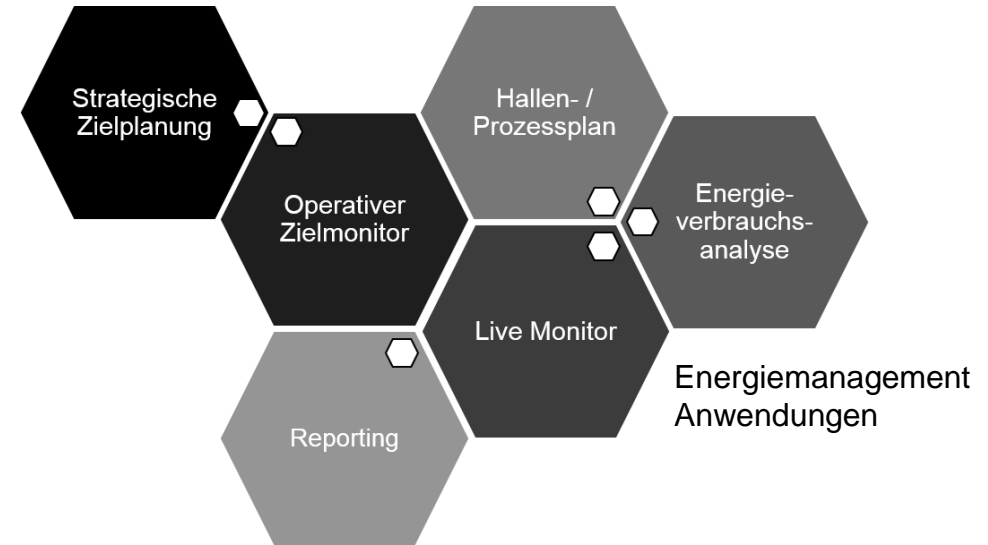 Strategische
Zielplanung
Hallen- /
Prozessplan
Operativer
Zielmonitor
Energie-
verbrauchs-
analyse
Live Monitor
Reporting
Energiemanagement
Anwendungen